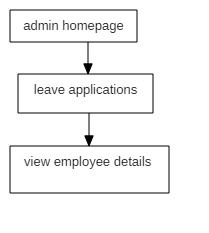 admin homepage
leave applications
view employee details